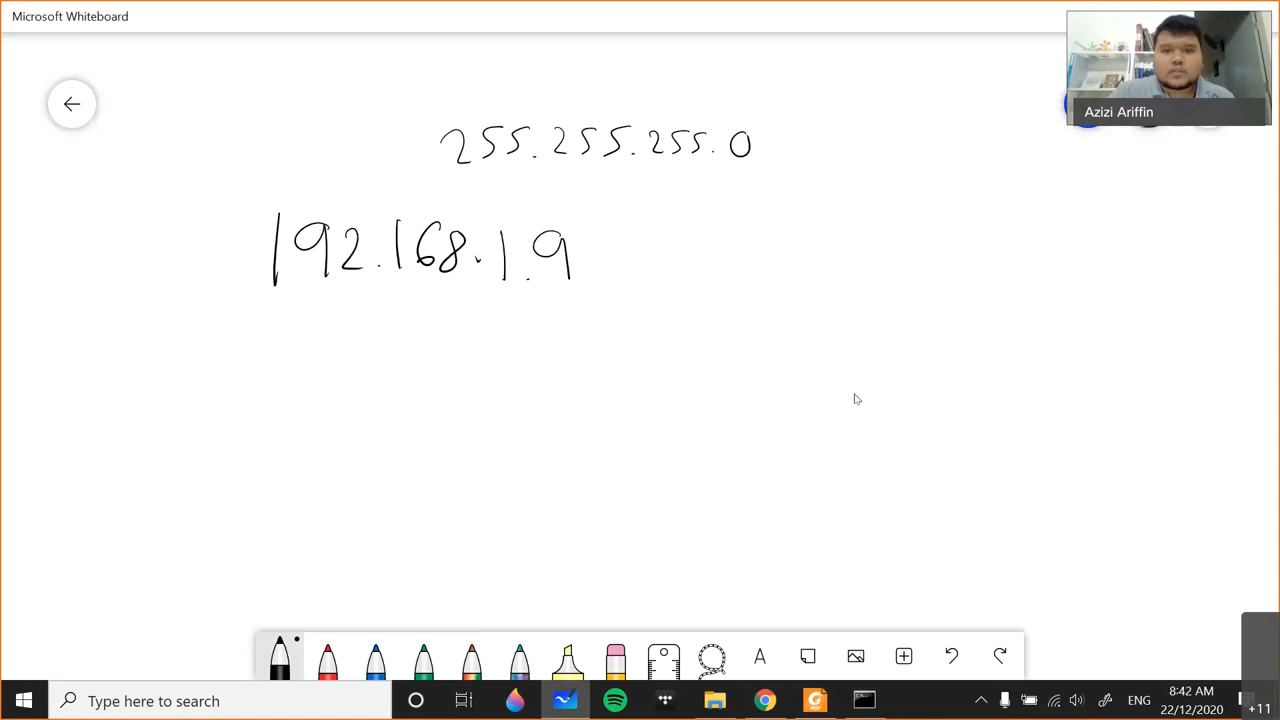 Microsoft Whiteboard
Azizi Ariffin
255.255.255.0
192.168.1.9
A
Type here to search
ENG
8:42 AM
22/12/2020
+11